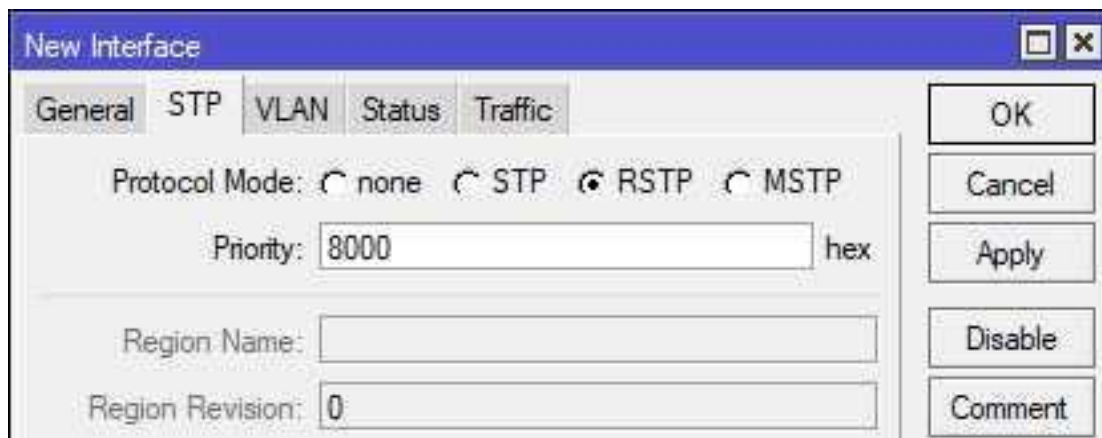 New Interface
General STP VLAN Status Traffic
OK
Protocol Mode: none STP RSTP MSTP
Cancel
Priority: 8000 hex
Apply
Region Name:
Disable
Region Revision: 0
Comment